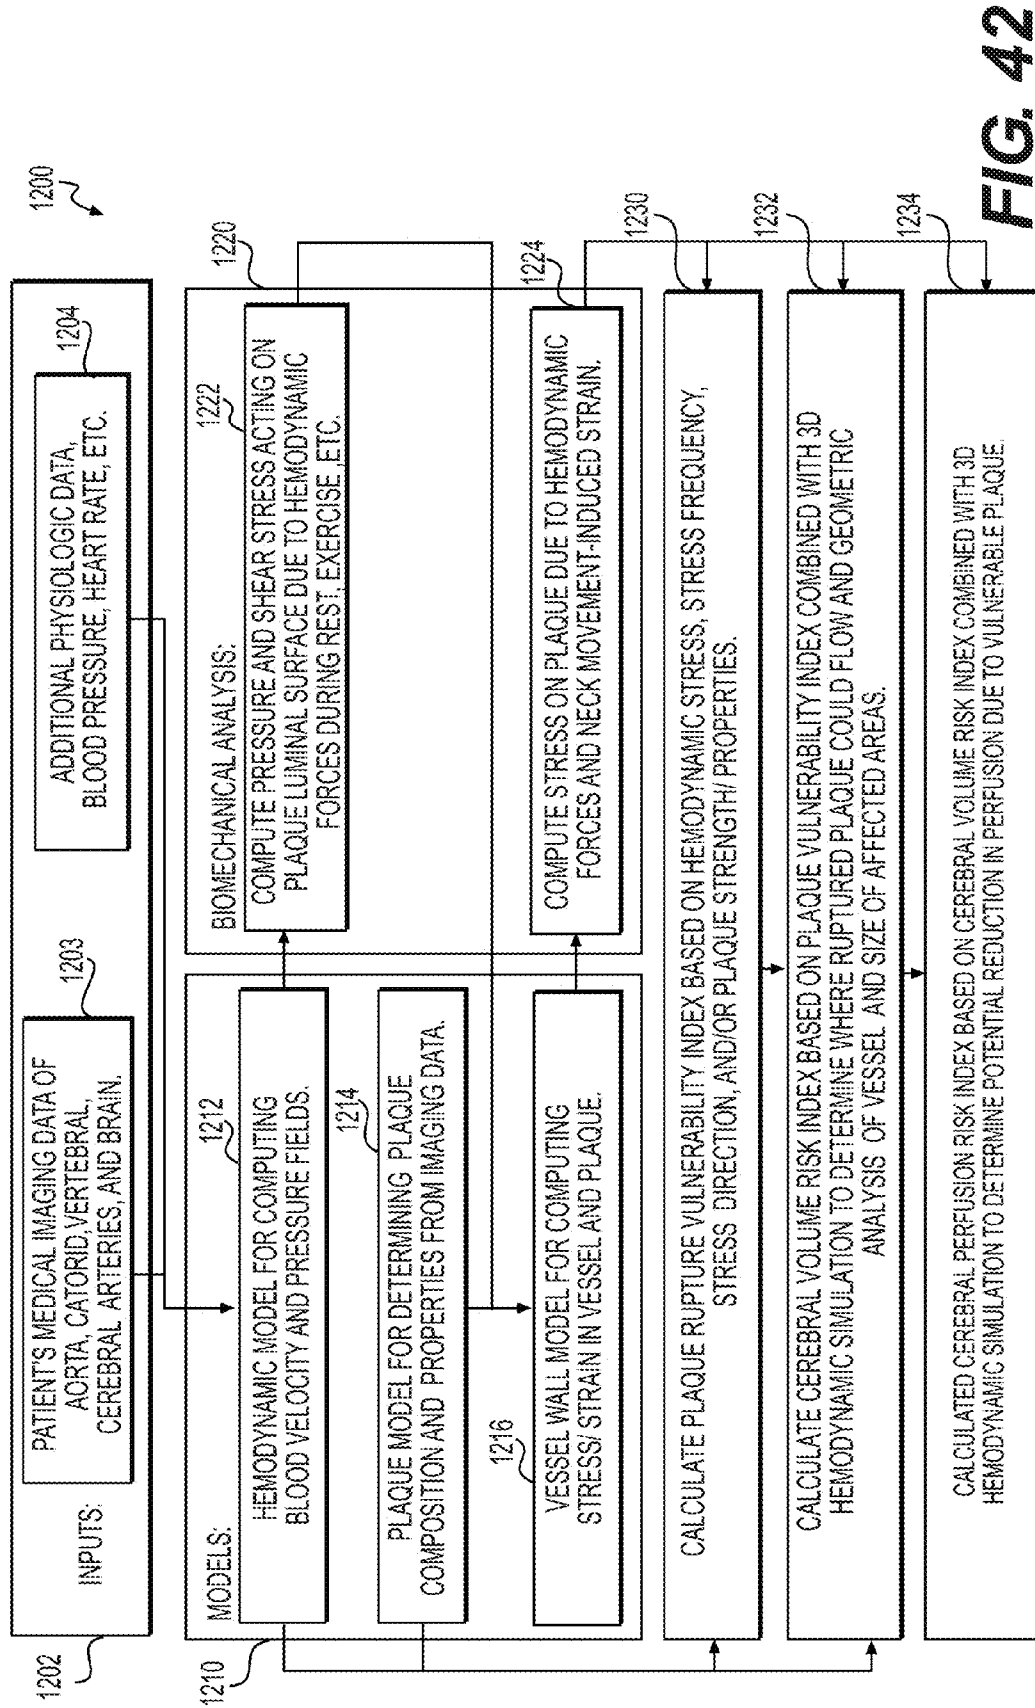 1200
1202
INPUTS:
1203
PATIENT'S MEDICAL IMAGING DATA OF
AORTA, CATORID,VERTEBRAL,
CEREBRAL ARTERIES, AND BRAIN.
1204
ADDITIONAL PHYSIOLOGIC DATA,
BLOOD PRESSURE, HEART RATE, ETC.
1210
MODELS:
1212
HEMODYNAMIC MODEL FOR COMPUTING
BLOOD VELOCITY AND PRESSURE FIELDS.
1214
PLAQUE MODEL FOR DETERMINING PLAQUE
COMPOSITION AND PROPERTIES FROM IMAGING DATA.
1216
VESSEL WALL MODEL FOR COMPUTING
STRESS/ STRAIN IN VESSEL AND PLAQUE.
1220
BIOMECHANICAL ANALYSIS:
1222
COMPUTE PRESSURE AND SHEAR STRESS ACTING ON
PLAQUE LUMINAL SURFACE DUE TO HEMODYNAMIC
FORCES DURING REST, EXERCISE ,ETC.
1224
COMPUTE STRESS ON PLAQUE DUE TO HEMODYNAMIC
FORCES AND NECK MOVEMENT-INDUCED STRAIN.
1230
CALCULATE PLAQUE RUPTURE VULNERABILITY INDEX BASED ON HEMODYNAMIC STRESS, STRESS FREQUENCY,
STRESS DIRECTION, AND/OR PLAQUE STRENGTH/ PROPERTIES.
1232
CALCULATE CEREBRAL VOLUME RISK INDEX BASED ON PLAQUE VULNERABILITY INDEX COMBINED WITH 3D
HEMODYNAMIC SIMULATION TO DETERMINE WHERE RUPTURED PLAQUE COULD FLOW AND GEOMETRIC
ANALYSIS OF VESSEL AND SIZE OF AFFECTED AREAS.
1234
CALCULATED CEREBRAL PERFUSION RISK INDEX BASED ON CEREBRAL VOLUME RISK INDEX COMBINED WITH 3D
HEMODYNAMIC SIMULATION TO DETERMINE POTENTIAL REDUCTION IN PERFUSION DUE TO VULNERABLE PLAQUE.
FIG. 42